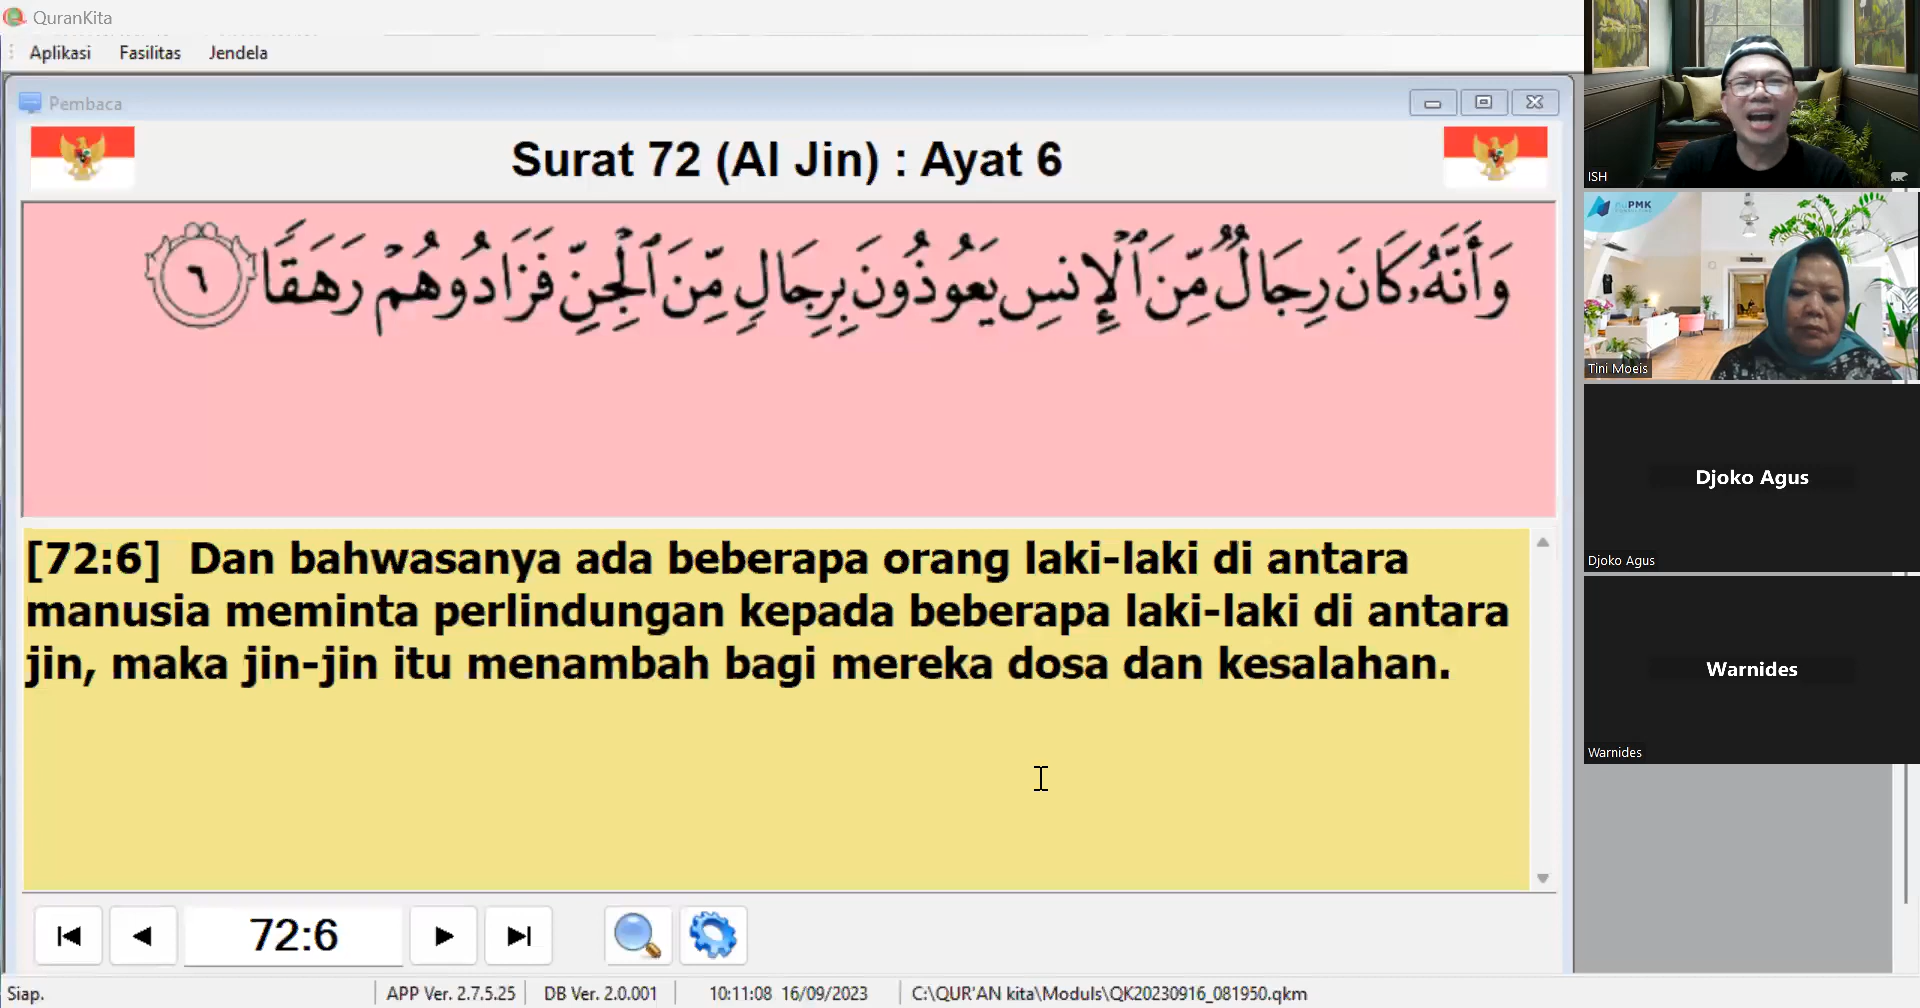 QuranKita
Aplikasi Fasilitas Jendela
Pembaca
Surat 72 (Al Jin) : Ayat 6
وَأَنَّهُۥ كَانَ رِجَالٌ مِّنَ ٱلْإِنسِ يَعُوذُونَ بِرِجَالٍ مِّنَ ٱلْجِنِّ فَزَادُوهُمْ رَهَقًا ٦
[72:6] Dan bahwasanya ada beberapa orang laki-laki di antara
manusia meminta perlindungan kepada beberapa laki-laki di antara
jin, maka jin-jin itu menambah bagi mereka dosa dan kesalahan.
72:6
Siap. APP Ver. 2.7.5.25 DB Ver. 2.0.001 10:11:08 16/09/2023 C:\QUR'AN kita\Moduls\QK20230916_081950.qkm
ISH
PMK
Tini Moeis
Djoko Agus
Djoko Agus
Warnides
Warnides